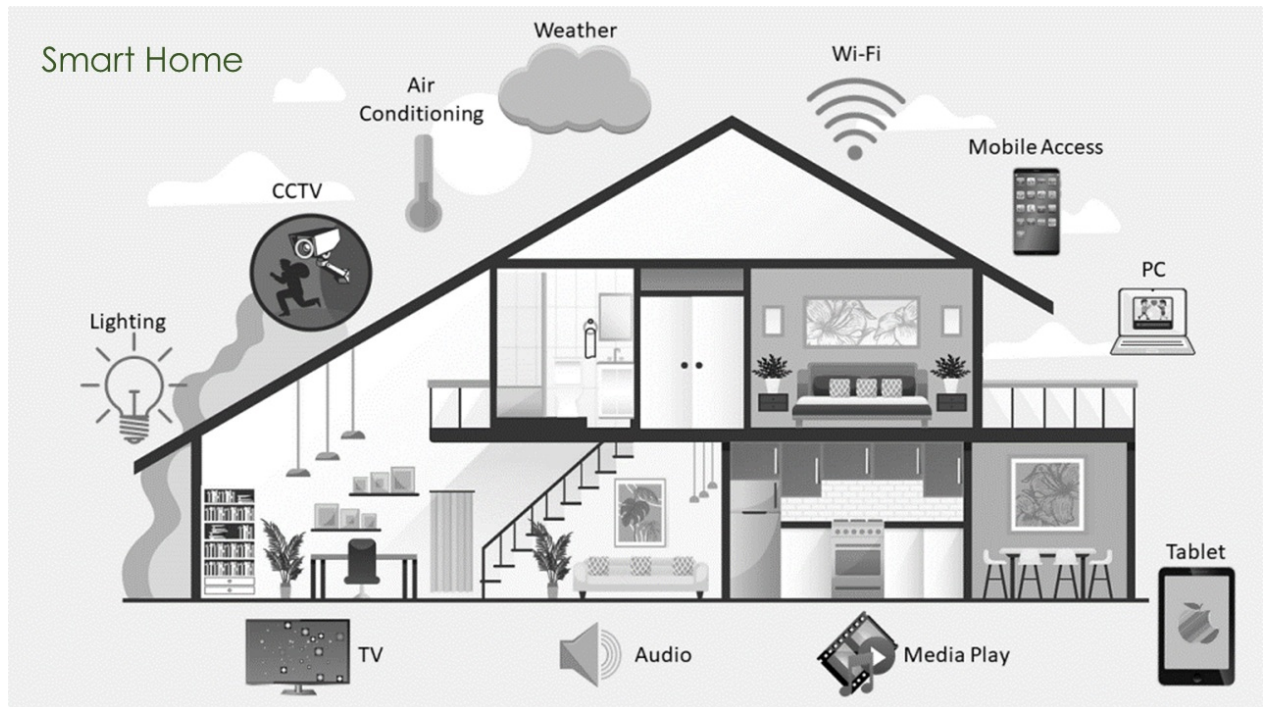 Smart Home
Weather
Wi-Fi
Air
Conditioning
Mobile Access
CCTV
PC
Lighting
Tablet
TV
Audio
Media Play